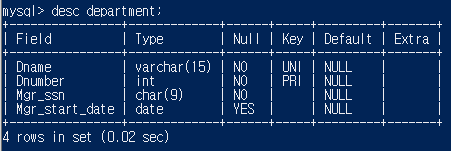 mysql> desc department;
+----------------+-------------+------+-----+---------+-------+
| Field          | Type        | Null | Key | Default | Extra |
+----------------+-------------+------+-----+---------+-------+
| Dname          | varchar(15) | NO   | UNI | NULL    |       |
| Dnumber        | int         | NO   | PRI | NULL    |       |
| Mgr_ssn        | char(9)     | NO   |     | NULL    |       |
| Mgr_start_date | date        | YES  |     | NULL    |       |
+----------------+-------------+------+-----+---------+-------+
4 rows in set (0.02 sec)